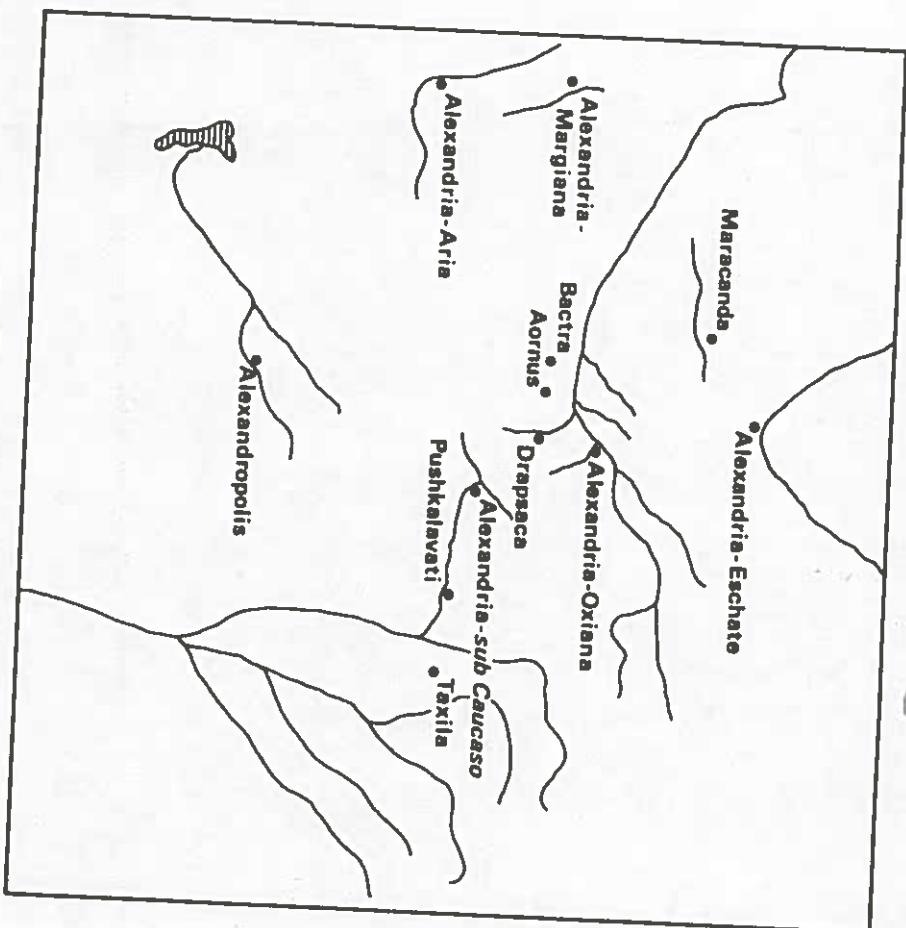 Alexandria-Eschate
Maracanda
Alexandria-
Margiana
Alexandria-Oxiana
Bactra
Aornus
Drapsaca
Alexandria-sub Caucaso
Alexandria-Aria
Taxila
Pushkalavati
Alexandropolis